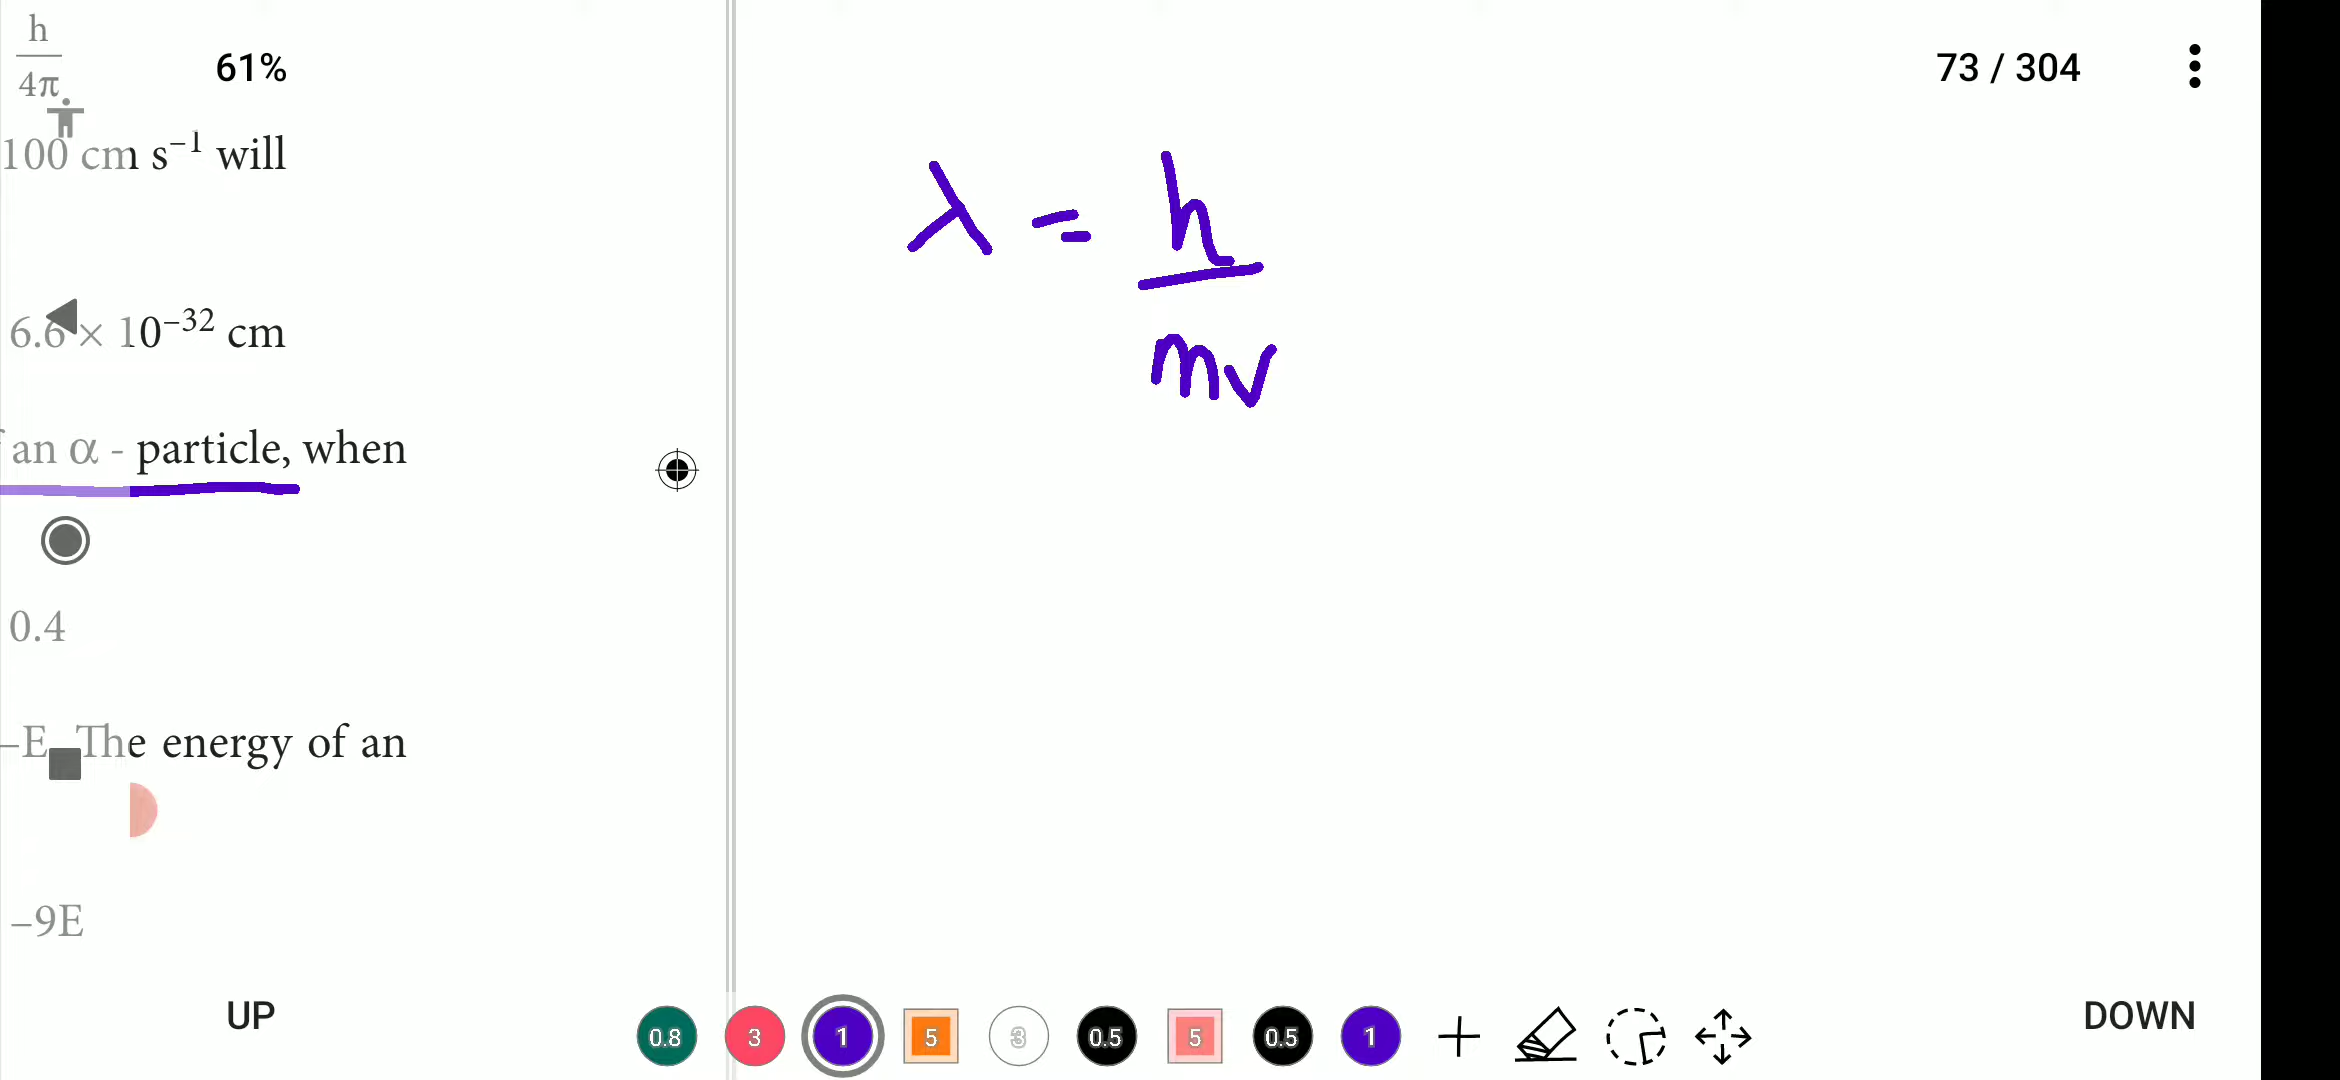 h
4π
61%
73 / 304
100 cm s⁻¹ will
λ = h
mv
6.6 × 10⁻³² cm
an α - particle, when
0.4
–E The energy of an
–9E
UP
0.8 3 1 5 3 0.5 5 0.5 1
DOWN